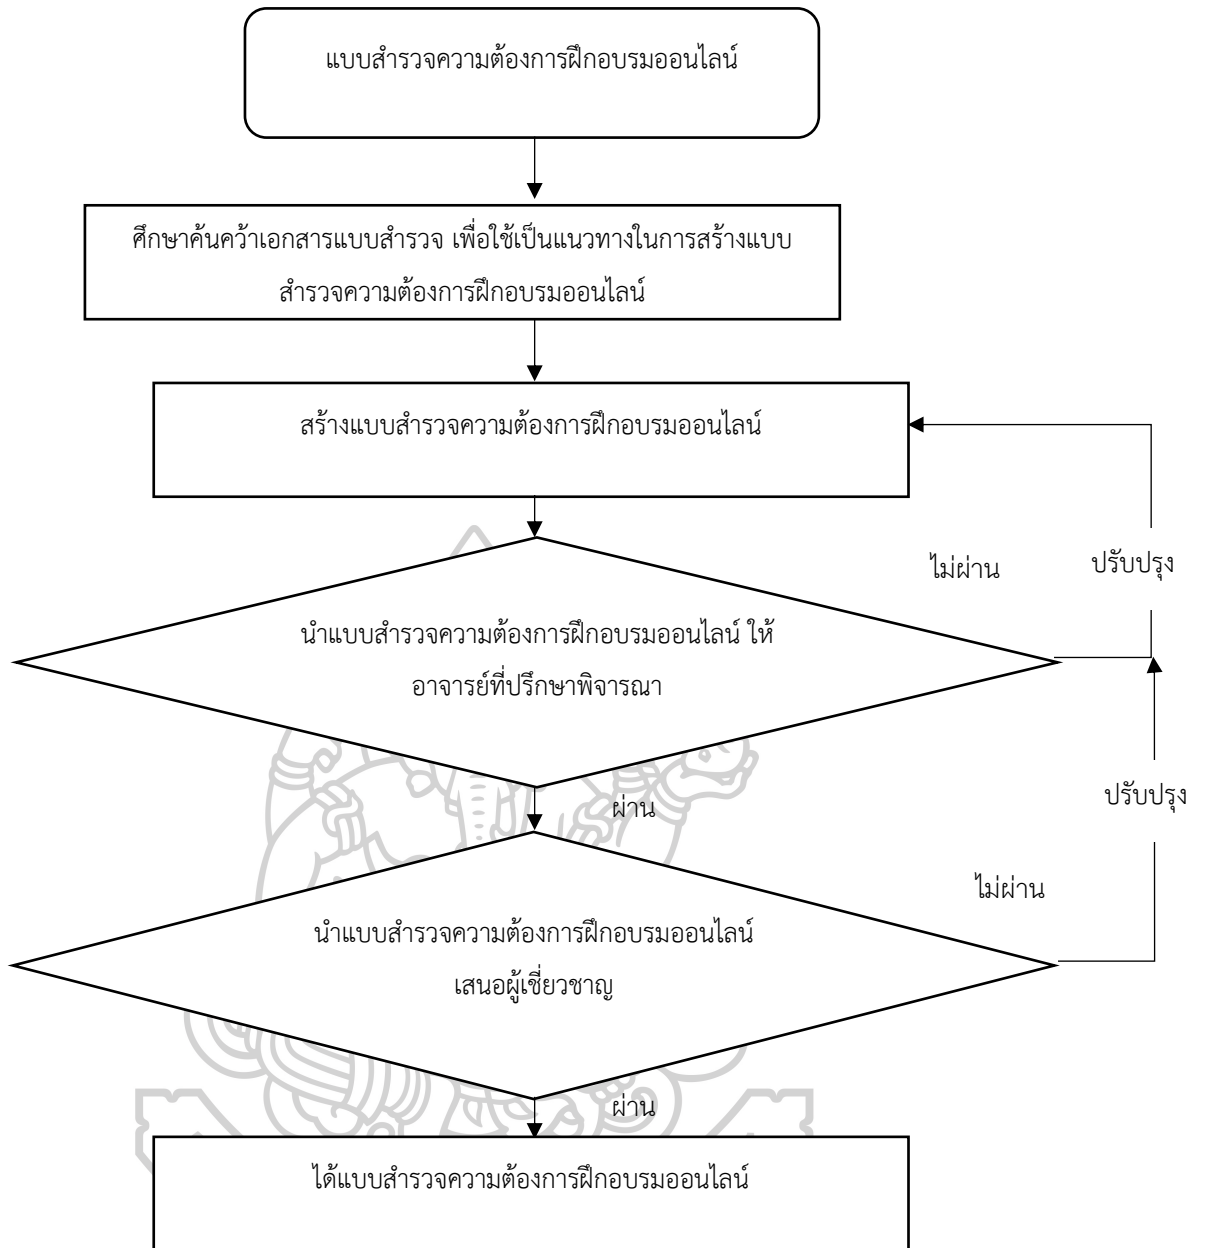 แบบสำรวจความต้องการฝึกอบรมออนไลน์
ศึกษาค้นคว้าเอกสารแบบสำรวจ เพื่อใช้เป็นแนวทางในการสร้างแบบ
สำรวจความต้องการฝึกอบรมออนไลน์
สร้างแบบสำรวจความต้องการฝึกอบรมออนไลน์
ไม่ผ่าน
ปรับปรุง
นำแบบสำรวจความต้องการฝึกอบรมออนไลน์ ให้
อาจารย์ที่ปรึกษาพิจารณา
ผ่าน
ปรับปรุง
ไม่ผ่าน
นำแบบสำรวจความต้องการฝึกอบรมออนไลน์
เสนอผู้เชี่ยวชาญ
ผ่าน
ได้แบบสำรวจความต้องการฝึกอบรมออนไลน์